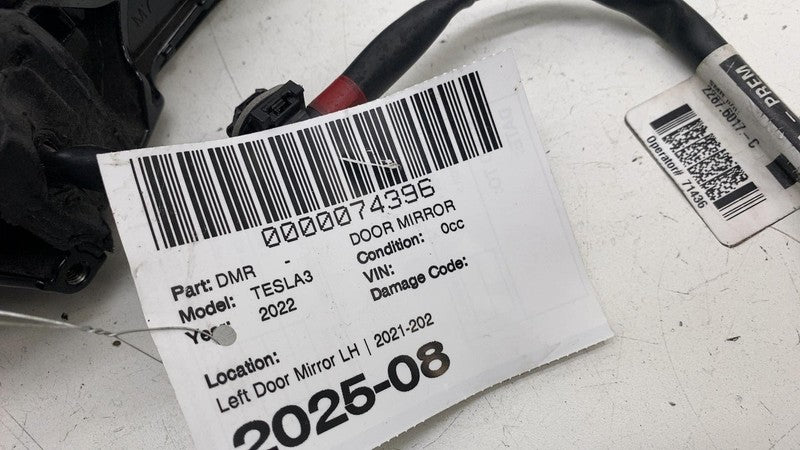 0000074396
Part: DMR - DOOR MIRROR
Model: TESLA3 Condition: 0cc
Year: 2022 VIN:
Damage Code:
Location:
Left Door Mirror LH | 2021-202
2025-08
PREM
Operator# 71436